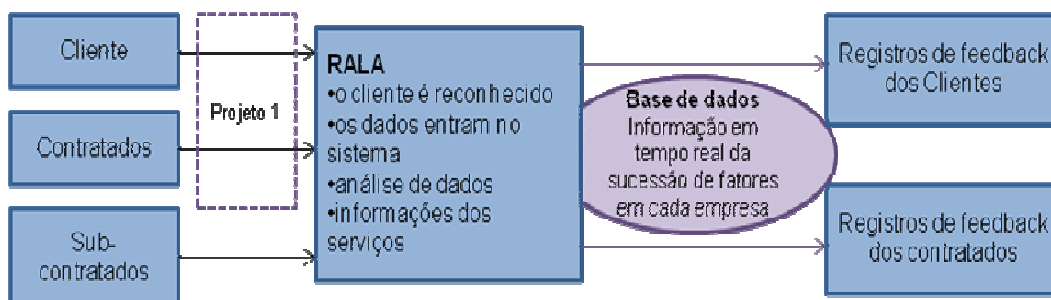 Cliente
Contratados
Sub-
contratados
Projeto 1
RALA
•o cliente é reconhecido
•os dados entram no
sistema
•análise de dados
•informações dos
serviços
Base de dados
Informação em
tempo real da
sucessão de fatores
em cada empresa
Registros de feedback
dos Clientes
Registros de feedback
dos contratados